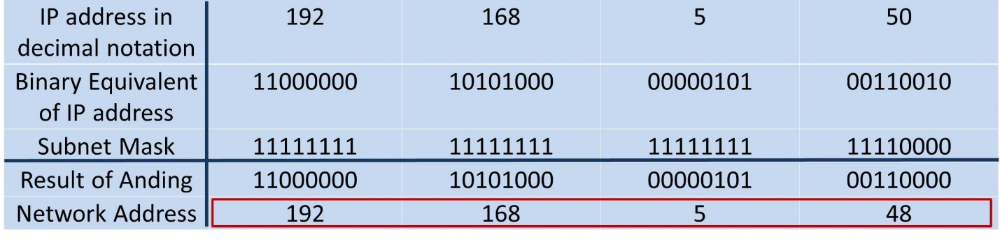 IP address in decimal notation 192 168 5 50
Binary Equivalent of IP address 11000000 10101000 00000101 00110010
Subnet Mask 11111111 11111111 11111111 11110000
Result of Anding 11000000 10101000 00000101 00110000
Network Address 192 168 5 48